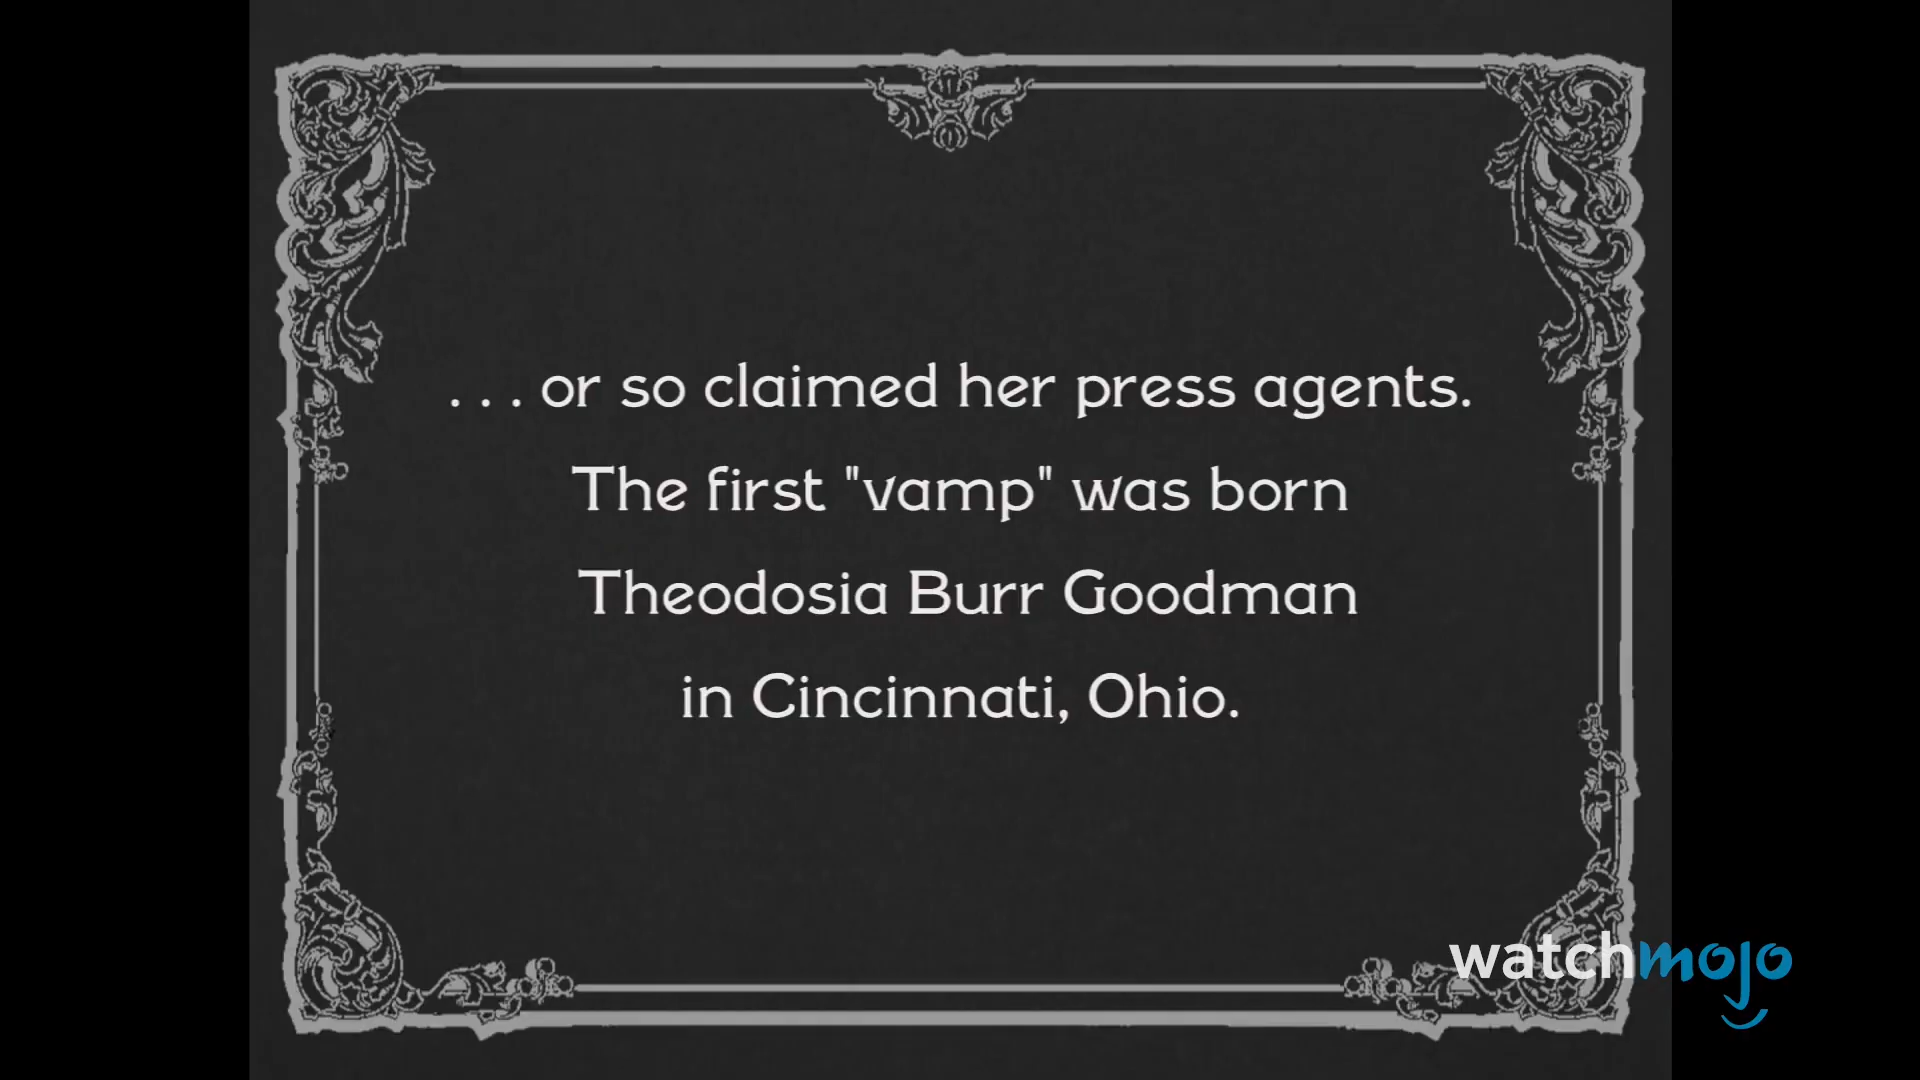 . . . or so claimed her press agents.
The first "vamp" was born
Theodosia Burr Goodman
in Cincinnati, Ohio.
watchmojo